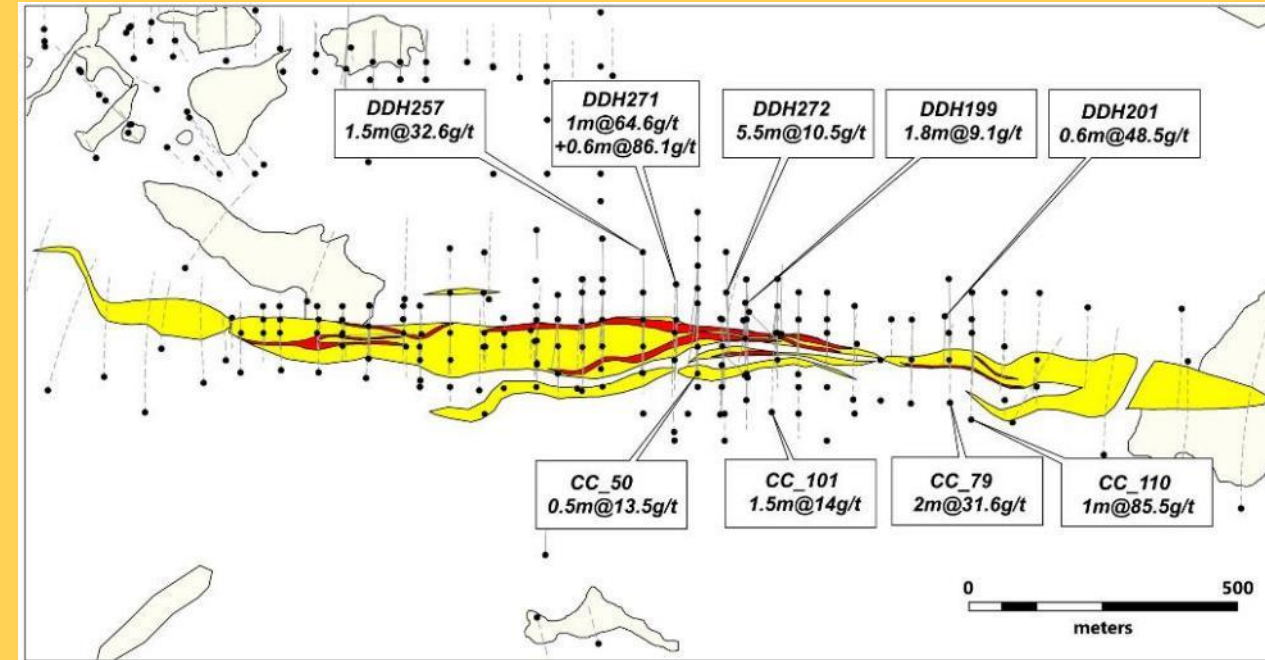 DDH257
1.5m@32.6g/t
DDH271
1m@64.6g/t
+0.6m@86.1g/t
DDH272
5.5m@10.5g/t
DDH199
1.8m@9.1g/t
DDH201
0.6m@48.5g/t
CC_50
0.5m@13.5g/t
CC_101
1.5m@14g/t
CC_79
2m@31.6g/t
CC_110
1m@85.5g/t
0 500
meters